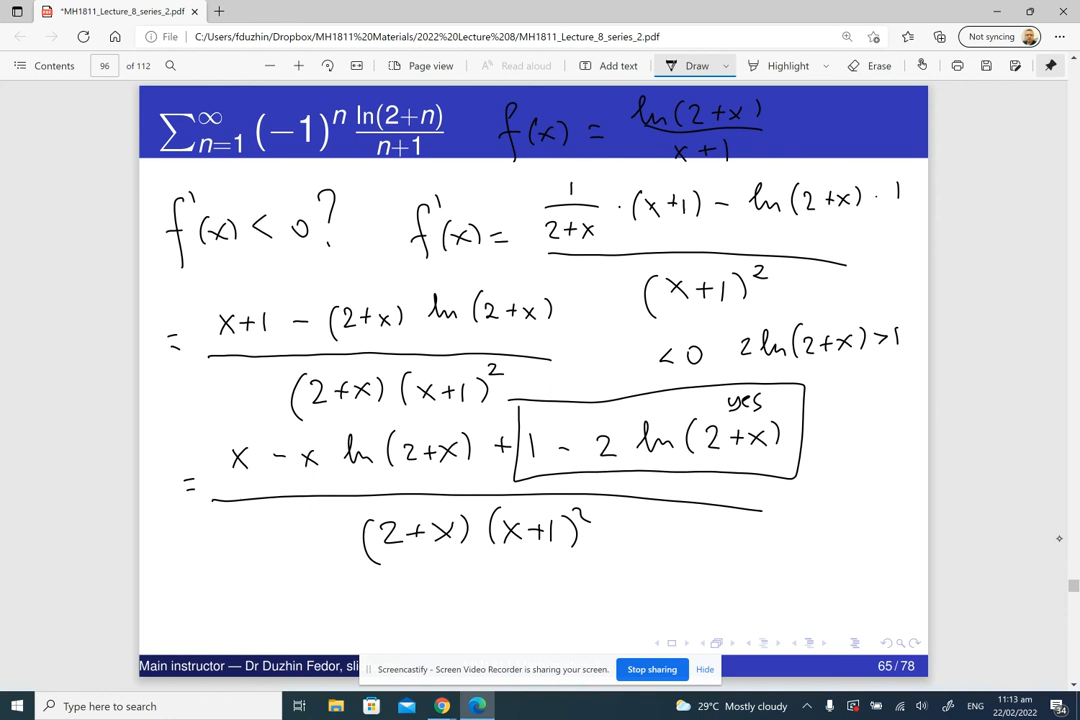 *MH1811_Lecture_8_series_2.pdf
File C:/Users/fduzhin/Dropbox/MH1811%20Materials/2022%20Lecture%208/MH1811_Lecture_8_series_2.pdf Not syncing
Contents 96 of 112 Page view Read aloud Add text Draw Highlight Erase
∑_{n=1}^{∞} (−1)^n ln(2+n)/(n+1) f(x) = ln(2+x)/(x+1)
f'(x) < 0? f'(x) = (1/(2+x) · (x+1) − ln(2+x) · 1)/(x+1)^2
= (x+1 − (2+x) ln(2+x))/((2+x)(x+1)^2)
< 0 2ln(2+x) > 1
yes
= (x − x ln(2+x) + 1 − 2 ln(2+x))/((2+x)(x+1)^2)
Main instructor — Dr Duzhin Fedor, sli 65/78
Screencastify - Screen Video Recorder is sharing your screen. Stop sharing Hide
Type here to search 29°C Mostly cloudy ENG 11:13 am 22/02/2022 34